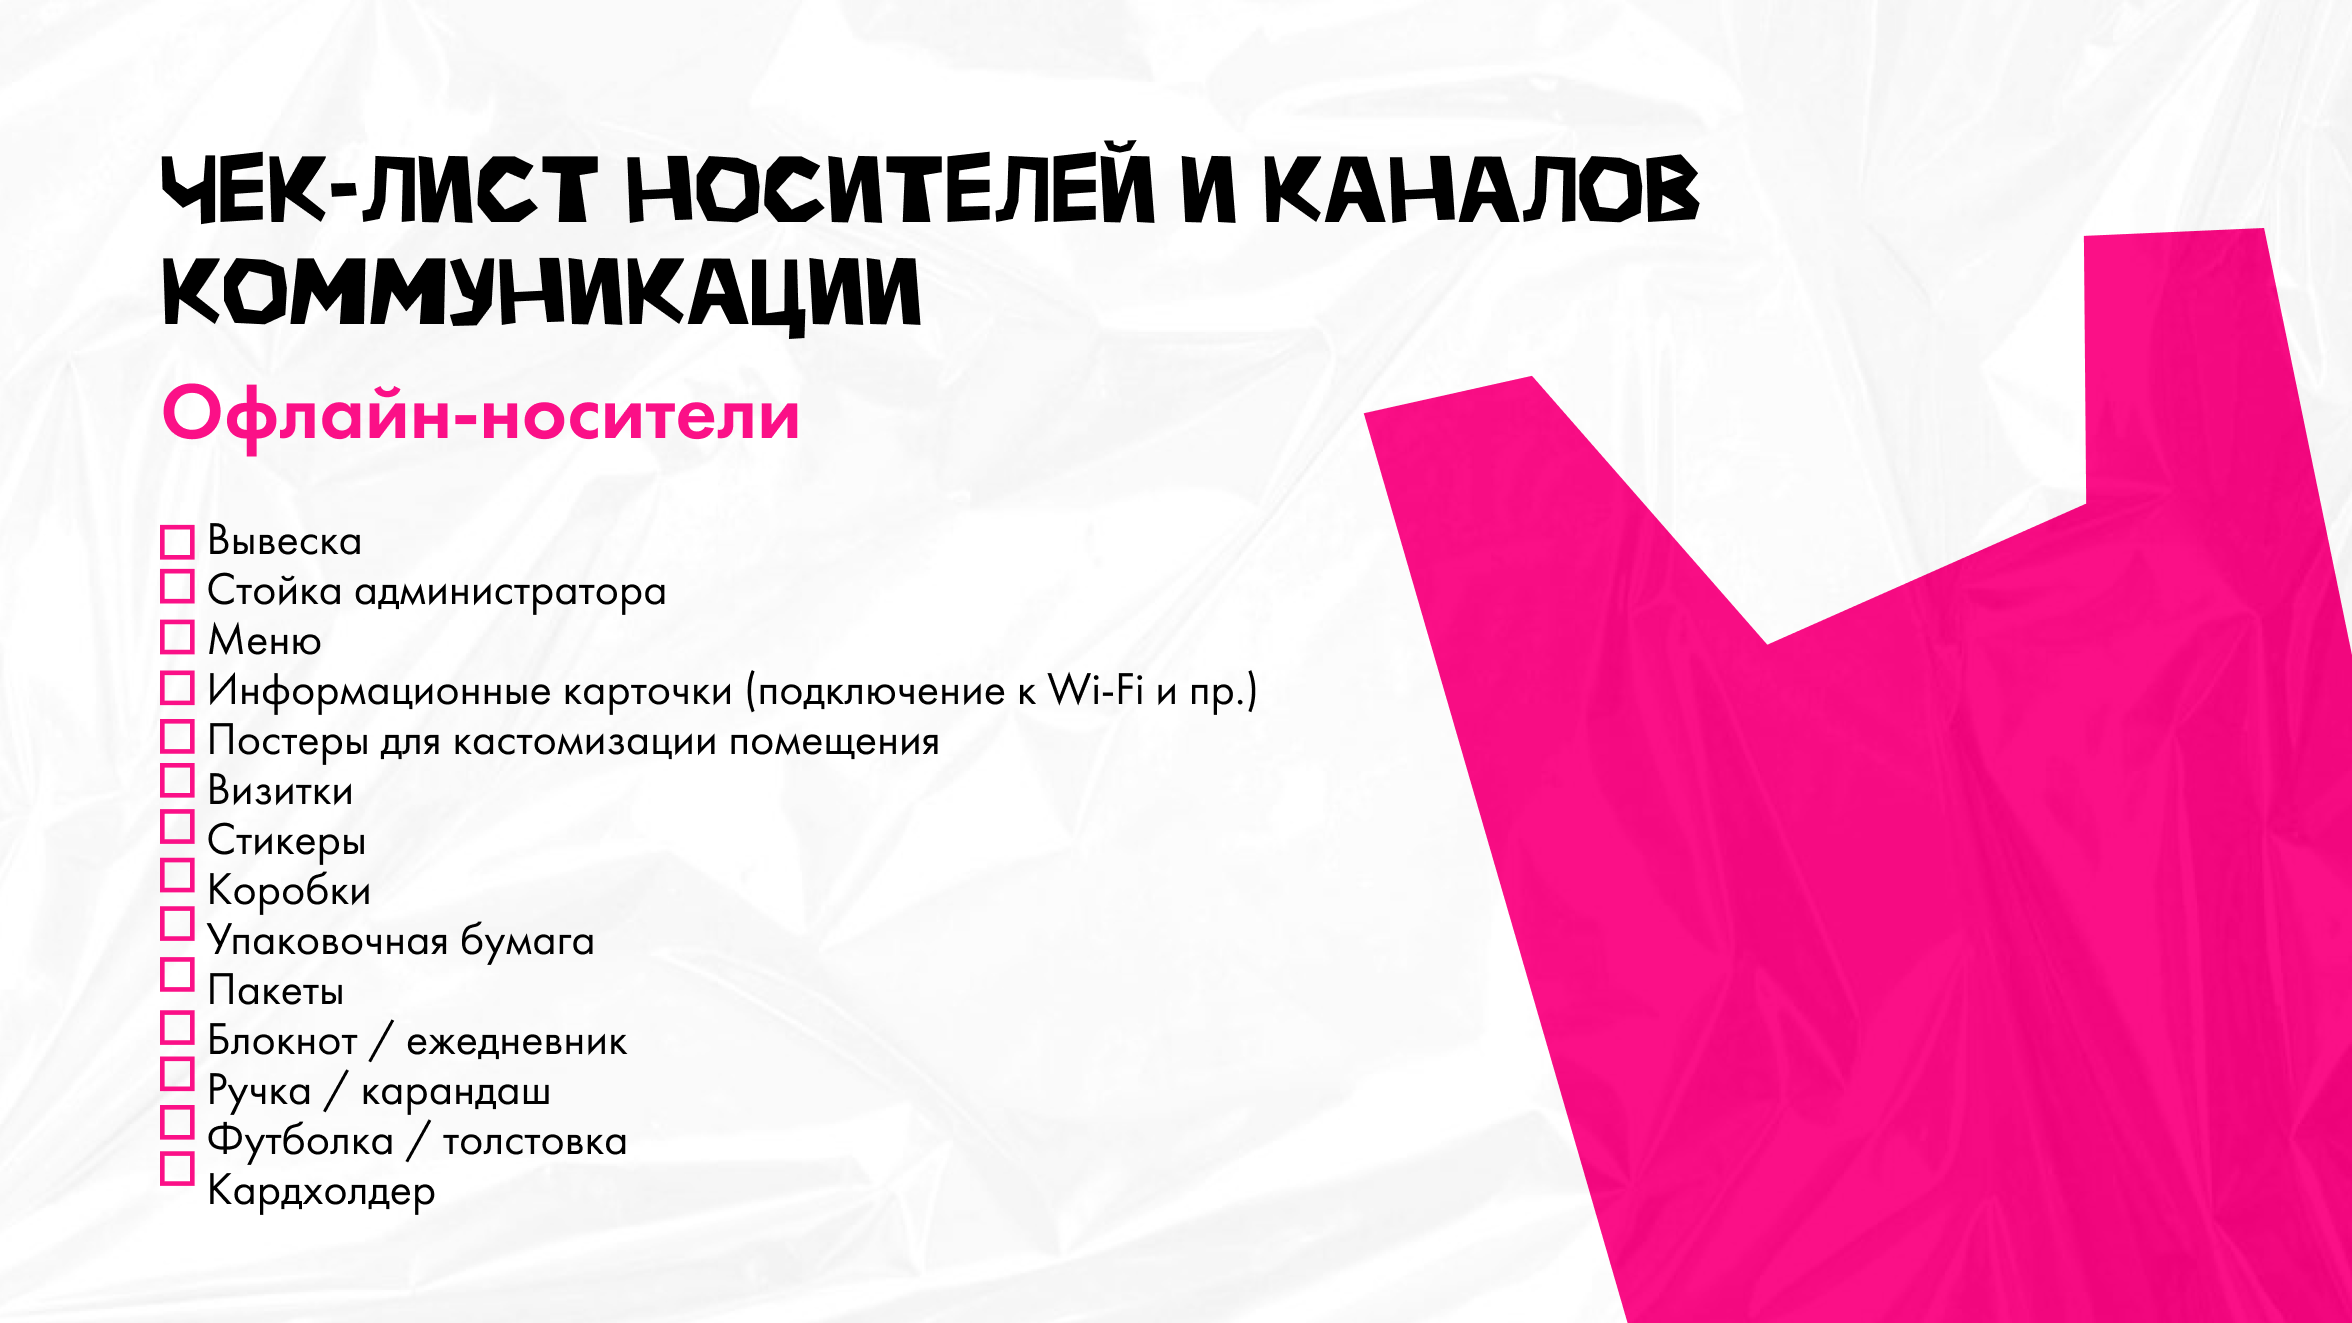 ЧЕК-ЛИСТ НОСИТЕЛЕЙ И КАНАЛОВ
КОММУНИКАЦИИ
Офлайн-носители
Вывеска
Стойка администратора
Меню
Информационные карточки (подключение к Wi-Fi и пр.)
Постеры для кастомизации помещения
Визитки
Стикеры
Коробки
Упаковочная бумага
Пакеты
Блокнот / ежедневник
Ручка / карандаш
Футболка / толстовка
Кардхолдер